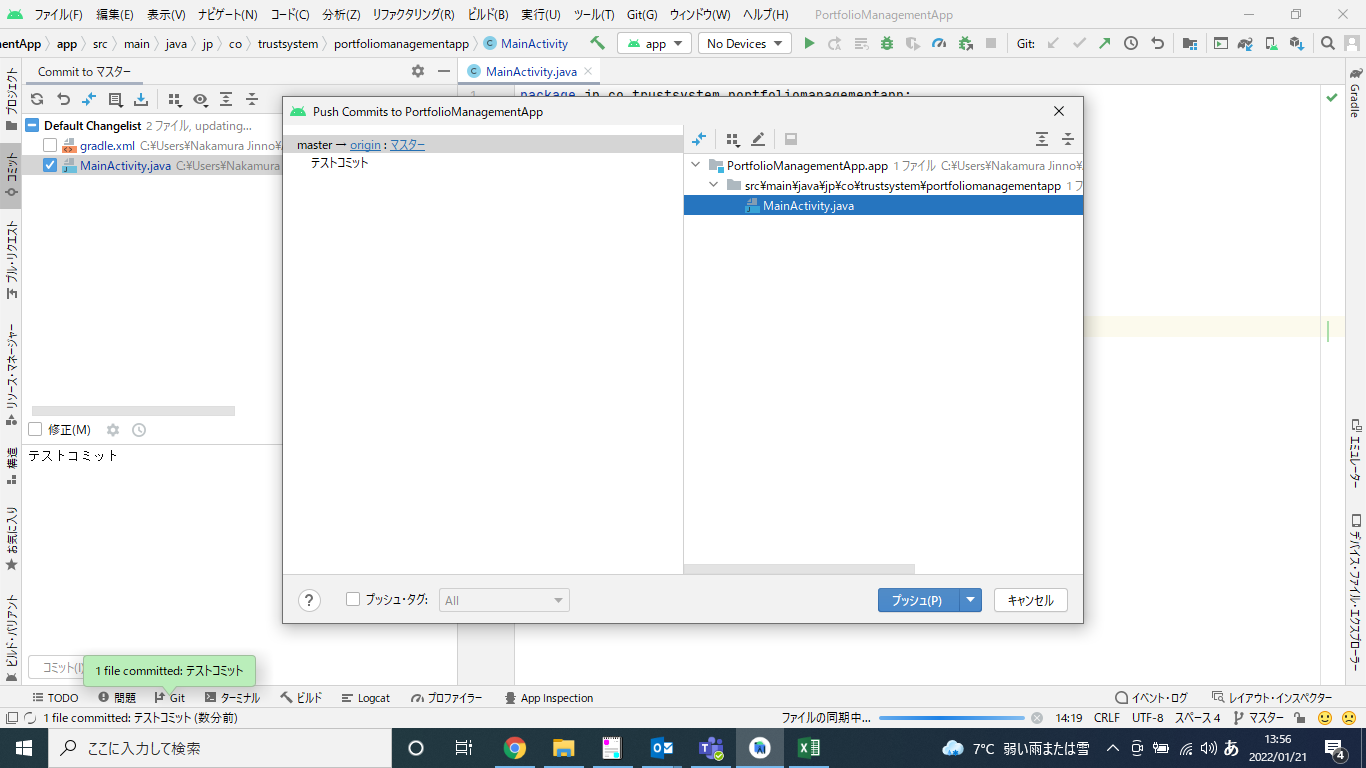 ファイル(F) 編集(E) 表示(V) ナビゲート(N) コード(C) 分析(Z) リファクタリング(R) ビルド(B) 実行(U) ツール(T) Git(G) ウィンドウ(W) ヘルプ(H) PortfolioManagementApp
entApp 〉 app 〉 src 〉 main 〉 java 〉 jp 〉 co 〉 trustsystem 〉 portfoliomanagementapp 〉 MainActivity app No Devices Git:
Commit to マスター
MainActivity.java
1
package jp.co.trustsystem.portfoliomanagementapp;
Default Changelist 2 ファイル, updating...
gradle.xml C:¥Users¥Nakamura Jinno¥.
MainActivity.java C:¥Users¥Nakamura
修正(M)
テストコミット
コミット(I)
1 file committed: テストコミット
Push Commits to PortfolioManagementApp
master → origin : マスター
テストコミット
PortfolioManagementApp.app 1 ファイル C:¥Users¥Nakamura Jinno¥.
src¥main¥java¥jp¥co¥trustsystem¥portfoliomanagementapp 1 フ
MainActivity.java
? プッシュ・タグ: All プッシュ(P) キャンセル
プロジェクト
コミット
プル・リクエスト
リソース・マネージャー
構造
お気に入り
ビルド・バリアント
Gradle
エミュレーター
デバイス・ファイル・エクスプローラー
TODO 問題 Git ターミナル ビルド Logcat プロファイラー App Inspection イベント・ログ レイアウト・インスペクター
1 file committed: テストコミット (数分前) ファイルの同期中... 14:19 CRLF UTF-8 スペース 4 マスター
ここに入力して検索 7°C 弱い雨または雪 あ 13:56
2022/01/21
4